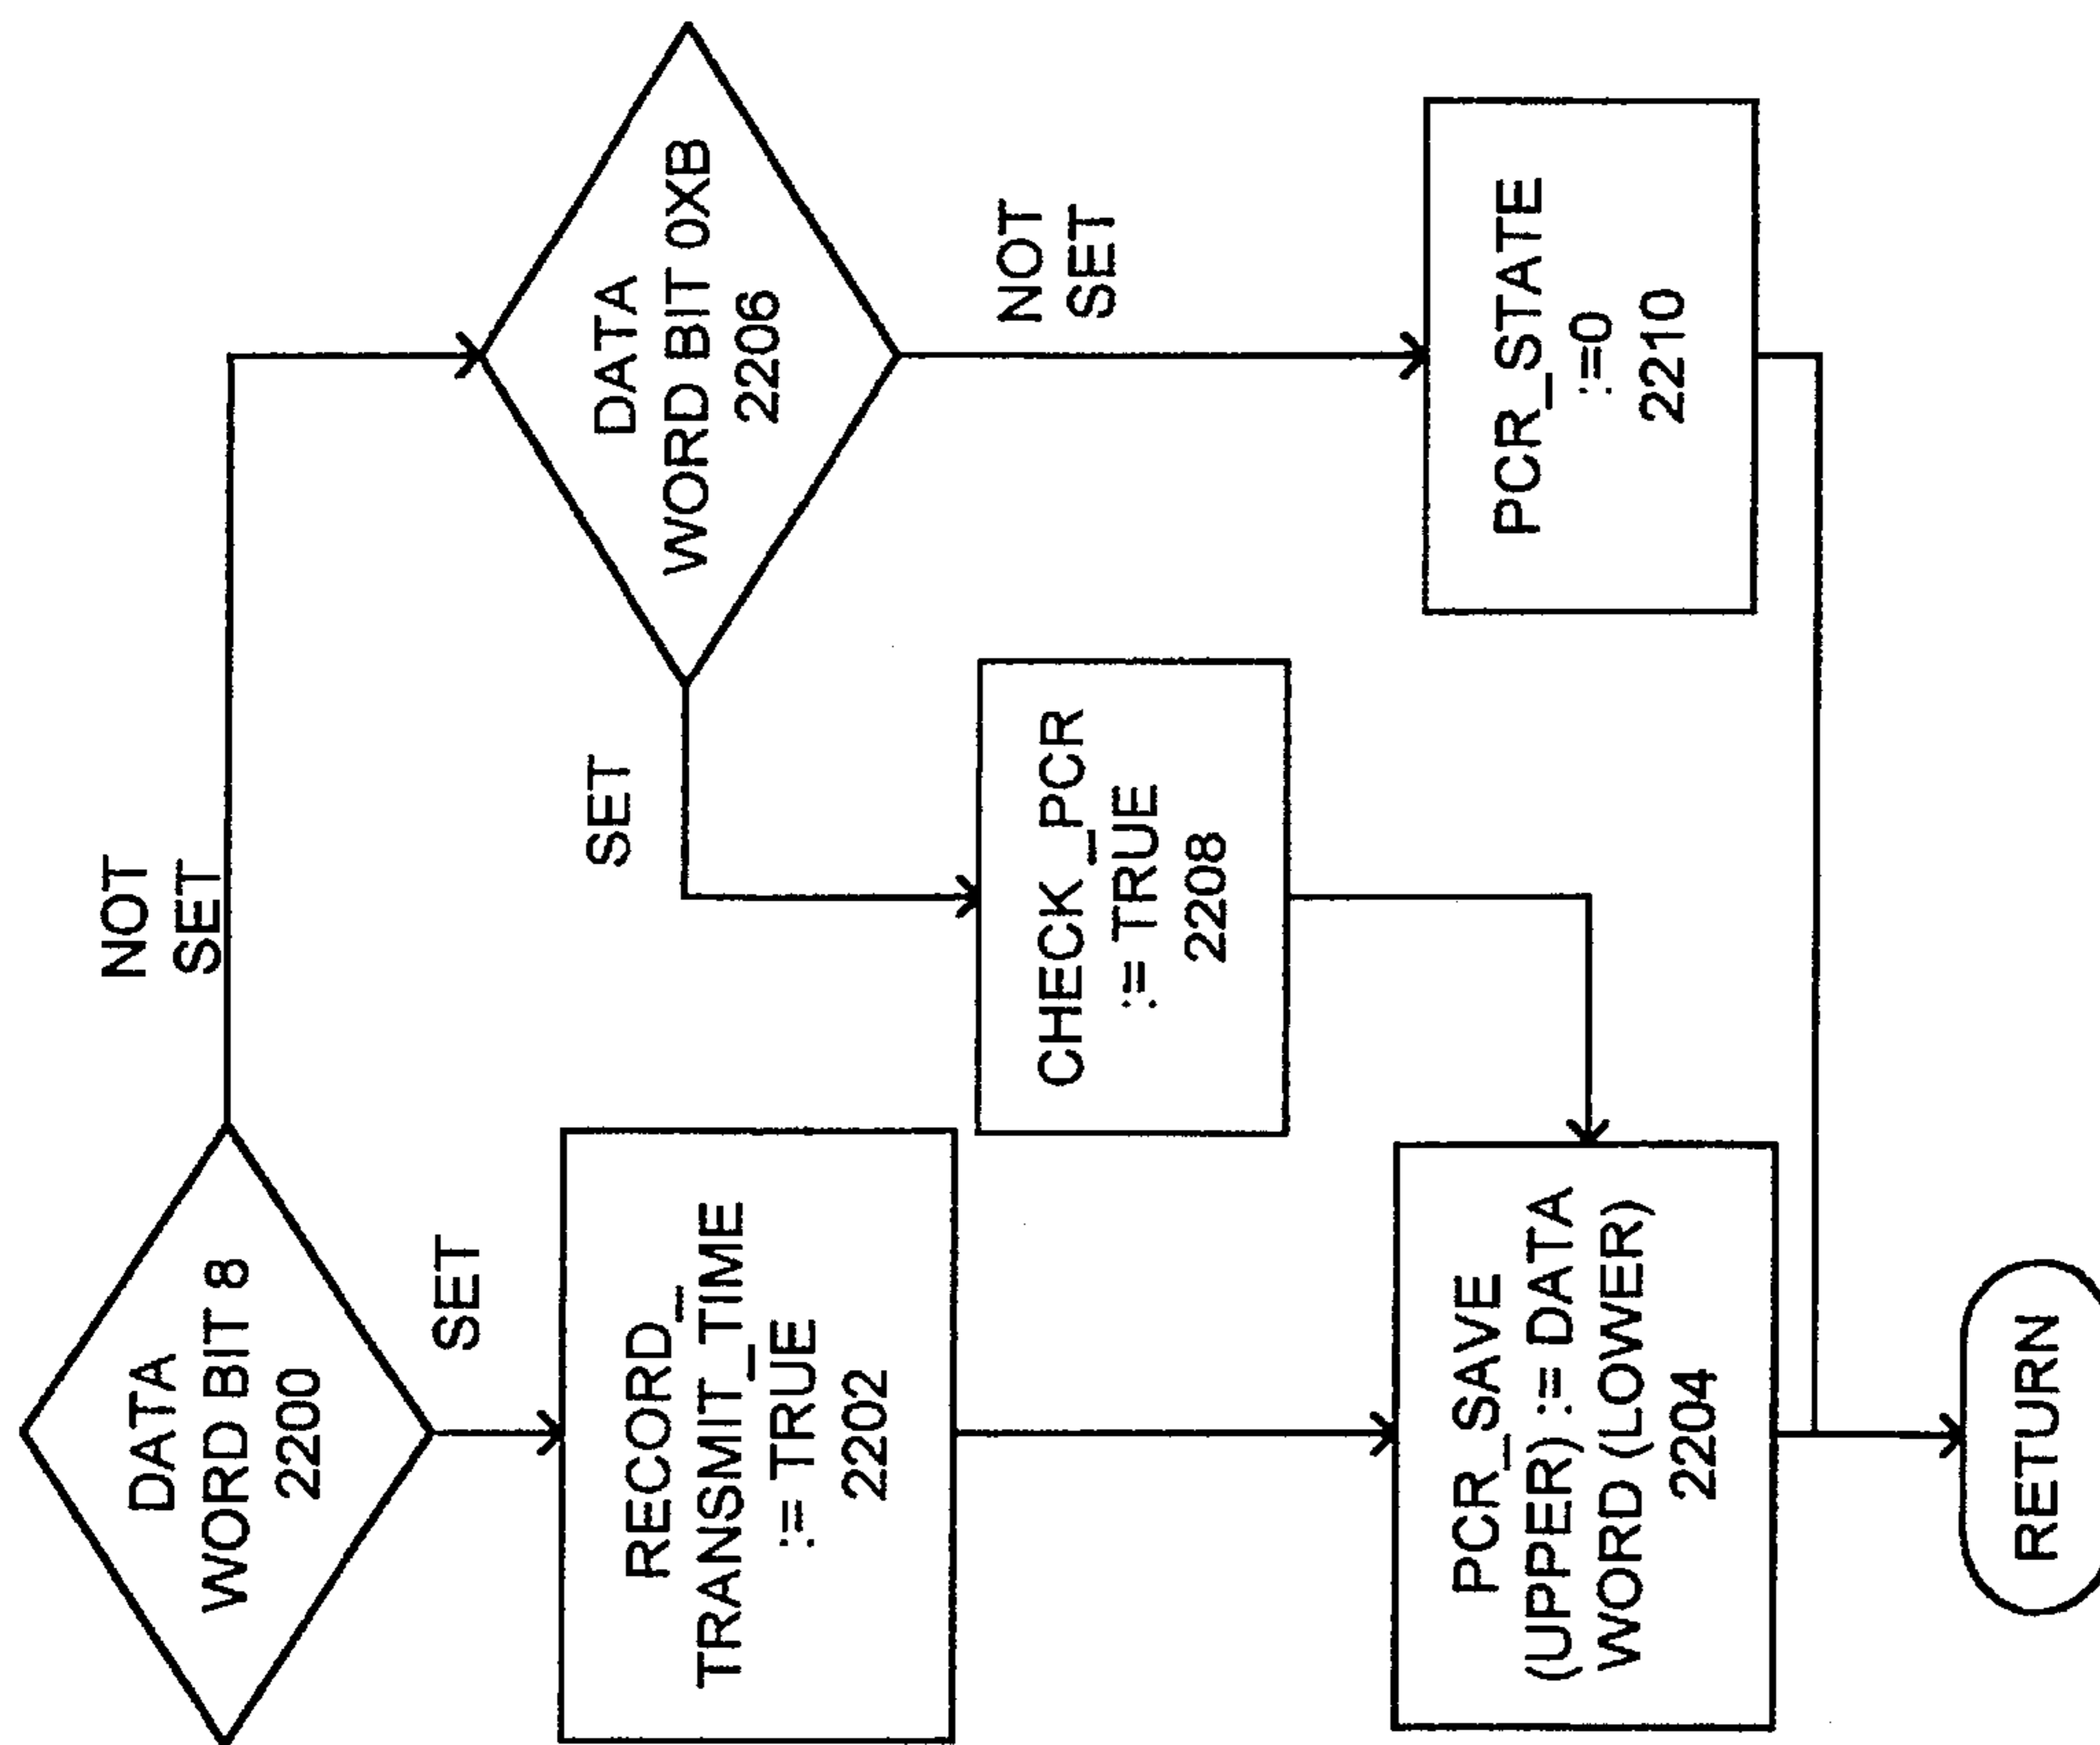 DATA
WORD BIT 8
2200
NOT
SET
SET
RECORD_
TRANSMIT_TIME
:= TRUE
2202
DATA
WORD BIT 0XB
2206
SET
NOT
SET
CHECK_PCR
:= TRUE
2208
PCR_SAVE
(UPPER) := DATA
WORD (LOWER)
2204
PCR_STATE
:=0
2210
RETURN